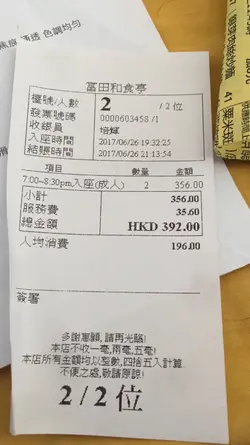 富田和食亭
檯號/人數 2 /2 位
發票號碼 0000603458 /1
收銀員 培輝
入座時間 2017/06/26 19:32:25
結帳時間 2017/06/26 21:13:54
項目 數量 金額
7:00~8:30pm入座(成人) 2 356.00
小計 356.00
服務費 35.60
總金額 HKD 392.00
人均消費 196.00
簽署
多謝惠顧, 請再光臨!
本店不收一毫,兩毫,五毫!
本店所有金額均以整數,四捨五入計算.
不便之處,敬請原諒!
2 / 2 位